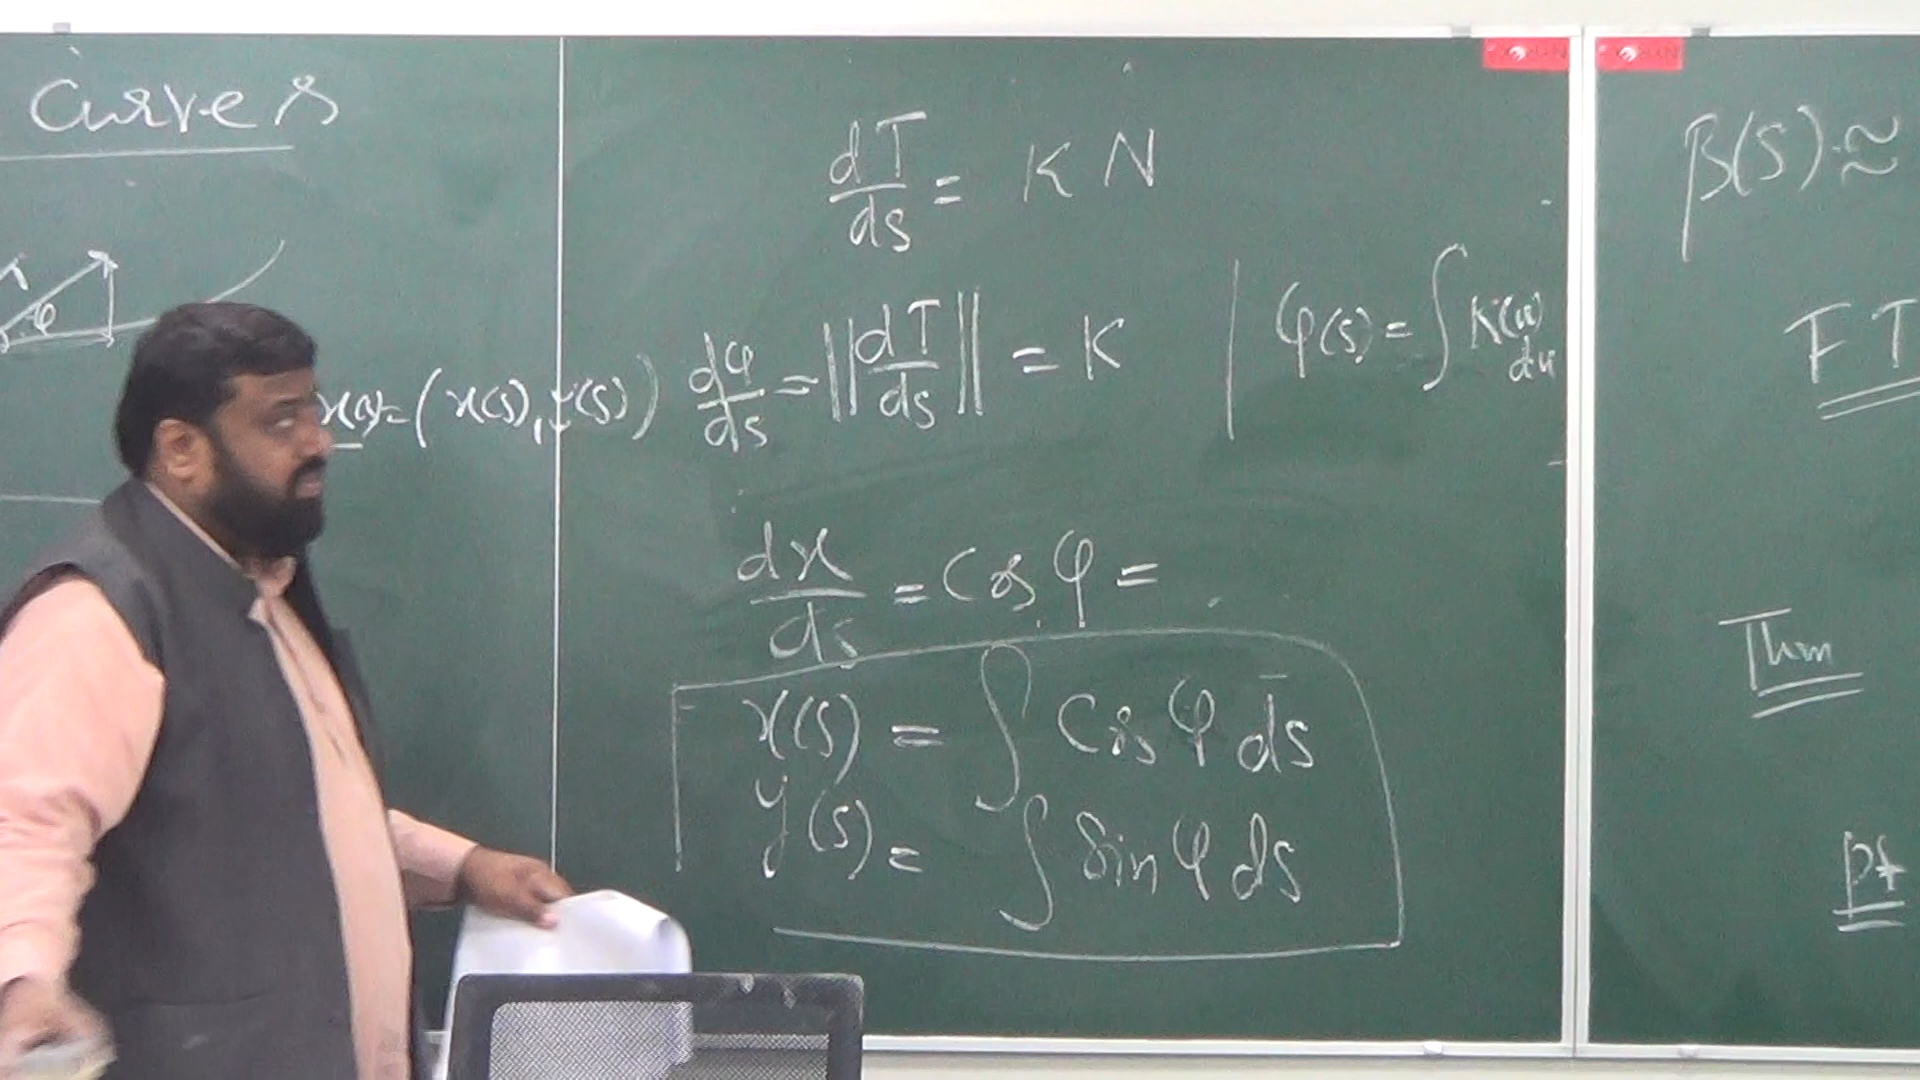 Curves
φ
dT/ds = K N
x(s) = (x(s), y(s)) dφ/ds = ||dT/ds|| = K | φ(s) = ∫ K(u) du
dx/ds = Cos φ =
x(s) = ∫ Cos φ ds
y(s) = ∫ Sin φ ds
β(s) ≈
F T
Thm
pf